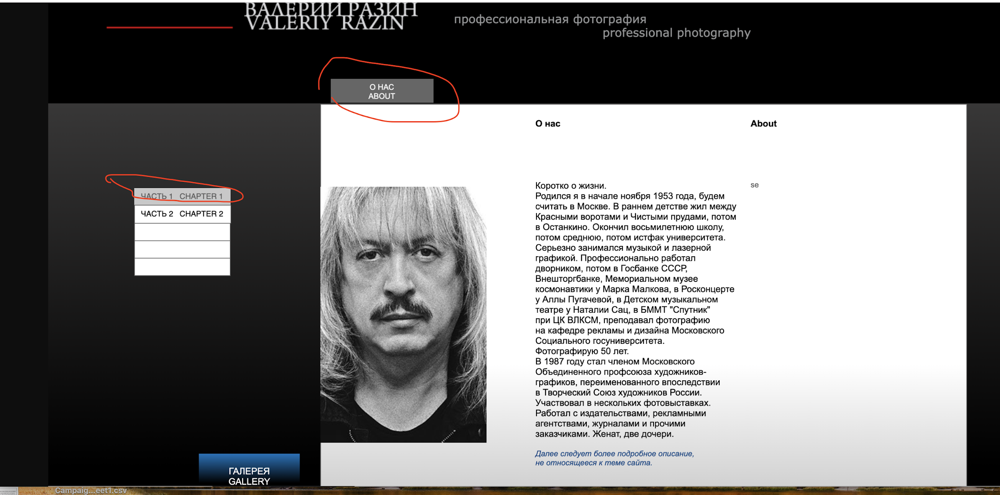 ВАЛЕРИЙ РАЗИН
VALERIY RAZIN
профессиональная фотография
professional photography
О НАС
ABOUT
ЧАСТЬ 1 CHAPTER 1
ЧАСТЬ 2 CHAPTER 2
ГАЛЕРЕЯ
GALLERY
О нас
Коротко о жизни.
Родился я в начале ноября 1953 года, будем
считать в Москве. В раннем детстве жил между
Красными воротами и Чистыми прудами, потом
в Останкино. Окончил восьмилетнюю школу,
потом среднюю, потом истфак университета.
Серьезно занимался музыкой и лазерной
графикой. Профессионально работал
дворником, потом в Госбанке СССР,
Внешторгбанке, Мемориальном музее
космонавтики у Марка Малкова, в Росконцерте
у Аллы Пугачевой, в Детском музыкальном
театре у Наталии Сац, в БММТ "Спутник"
при ЦК ВЛКСМ, преподавал фотографию
на кафедре рекламы и дизайна Московского
Социального госуниверситета.
Фотографирую 50 лет.
В 1987 году стал членом Московского
Объединенного профсоюза художников-
графиков, переименованного впоследствии
в Творческий Союз художников России.
Участвовал в нескольких фотовыставках.
Работал с издательствами, рекламными
агентствами, журналами и прочими
заказчиками. Женат, две дочери.
Далее следует более подробное описание,
не относящееся к теме сайта.
About
se
Campaig...eet1.csv